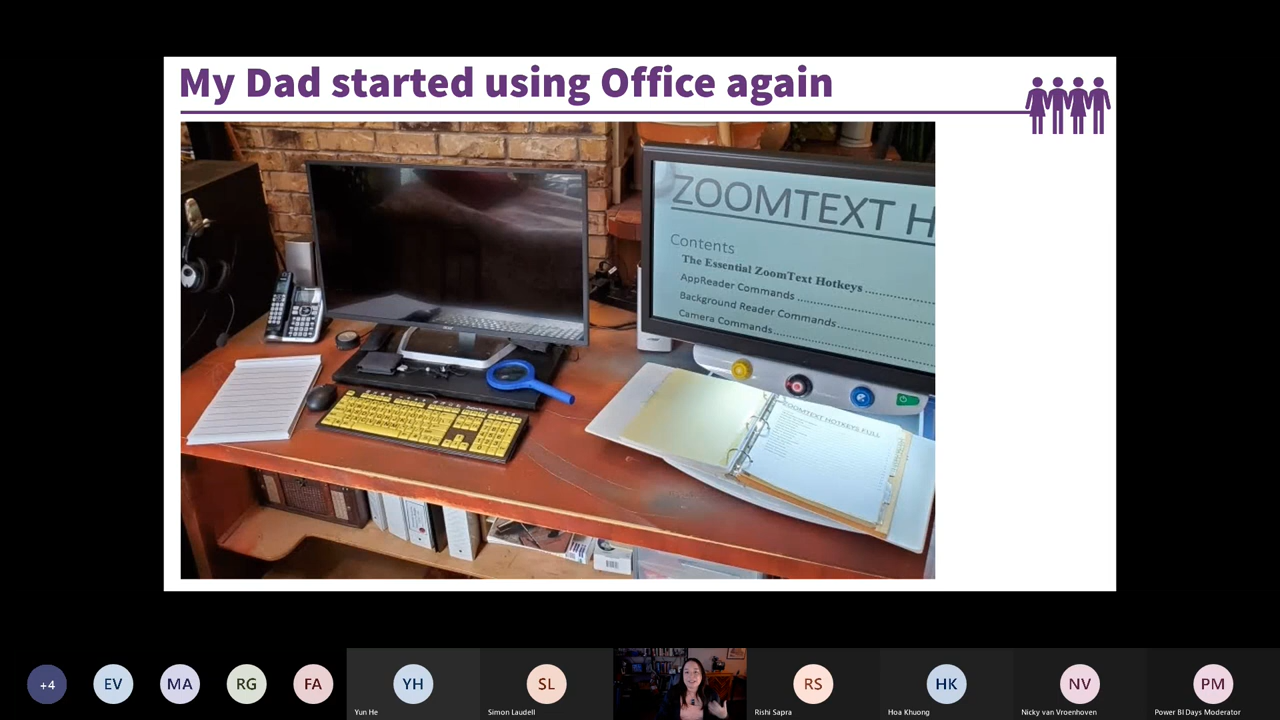 My Dad started using Office again
ZOOMTEXT H
Contents
The Essential ZoomText Hotkeys
AppReader Commands
Background Reader Commands
Camera Commands
ZOOMTEXT HOTKEYS FULL
+4
EV
MA
RG
FA
YH
SL
RS
HK
NV
PM
Yun He
Simon Laudell
Rishi Sapra
Hoa Khuong
Nicky van Vroenhoven
Power BI Days Moderator